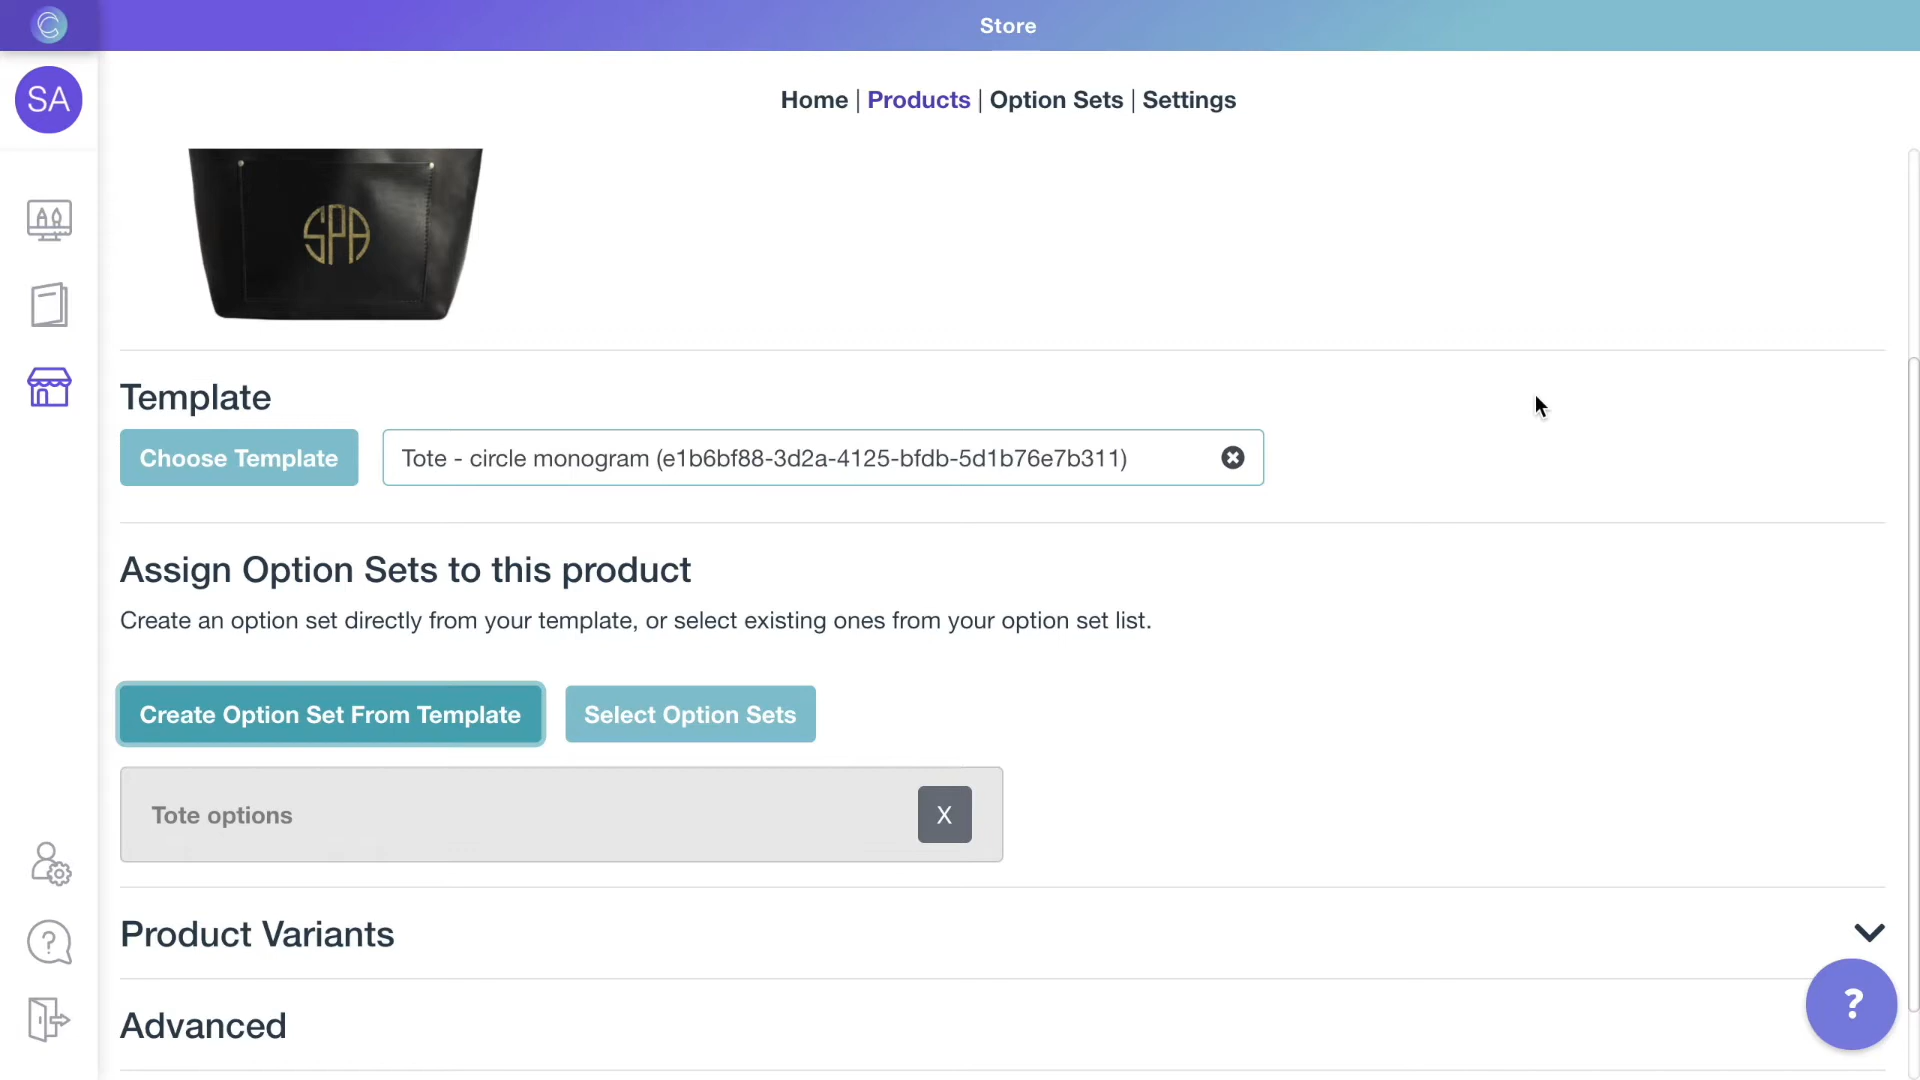 Store
SA
Home | Products | Option Sets | Settings
SPA
Template
Choose Template
Tote - circle monogram (e1b6bf88-3d2a-4125-bfdb-5d1b76e7b311)
Assign Option Sets to this product
Create an option set directly from your template, or select existing ones from your option set list.
Create Option Set From Template
Select Option Sets
Tote options
X
Product Variants
?
Advanced